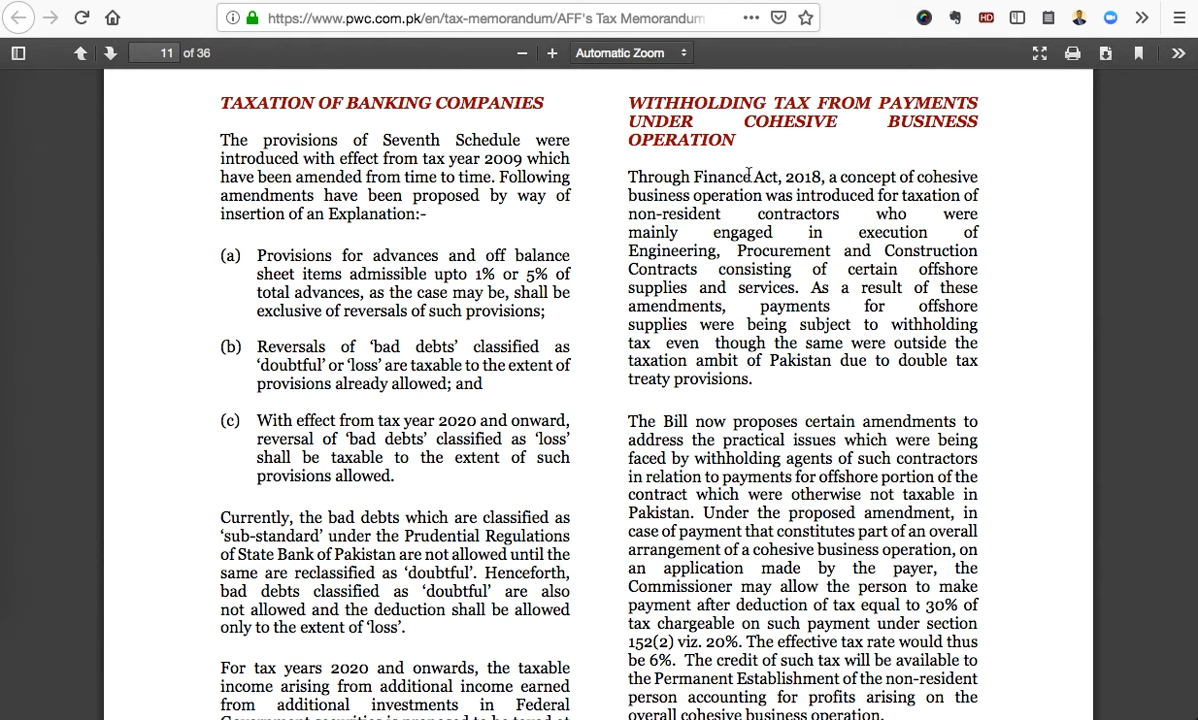 https://www.pwc.com.pk/en/tax-memorandum/AFF's Tax Memorandum
HD
11 of 36
Automatic Zoom
TAXATION OF BANKING COMPANIES
The provisions of Seventh Schedule were
introduced with effect from tax year 2009 which
have been amended from time to time. Following
amendments have been proposed by way of
insertion of an Explanation:-
(a) Provisions for advances and off balance
sheet items admissible upto 1% or 5% of
total advances, as the case may be, shall be
exclusive of reversals of such provisions;
(b) Reversals of ‘bad debts’ classified as
‘doubtful’ or ‘loss’ are taxable to the extent of
provisions already allowed; and
(c) With effect from tax year 2020 and onward,
reversal of ‘bad debts’ classified as ‘loss’
shall be taxable to the extent of such
provisions allowed.
Currently, the bad debts which are classified as
‘sub-standard’ under the Prudential Regulations
of State Bank of Pakistan are not allowed until the
same are reclassified as ‘doubtful’. Henceforth,
bad debts classified as ‘doubtful’ are also
not allowed and the deduction shall be allowed
only to the extent of ‘loss’.
For tax years 2020 and onwards, the taxable
income arising from additional income earned
from additional investments in Federal
Government securities is proposed to be taxed at
WITHHOLDING TAX FROM PAYMENTS
UNDER COHESIVE BUSINESS
OPERATION
Through Finance Act, 2018, a concept of cohesive
business operation was introduced for taxation of
non-resident contractors who were
mainly engaged in execution of
Engineering, Procurement and Construction
Contracts consisting of certain offshore
supplies and services. As a result of these
amendments, payments for offshore
supplies were being subject to withholding
tax even though the same were outside the
taxation ambit of Pakistan due to double tax
treaty provisions.
The Bill now proposes certain amendments to
address the practical issues which were being
faced by withholding agents of such contractors
in relation to payments for offshore portion of the
contract which were otherwise not taxable in
Pakistan. Under the proposed amendment, in
case of payment that constitutes part of an overall
arrangement of a cohesive business operation, on
an application made by the payer, the
Commissioner may allow the person to make
payment after deduction of tax equal to 30% of
tax chargeable on such payment under section
152(2) viz. 20%. The effective tax rate would thus
be 6%. The credit of such tax will be available to
the Permanent Establishment of the non-resident
person accounting for profits arising on the
overall cohesive business operation.